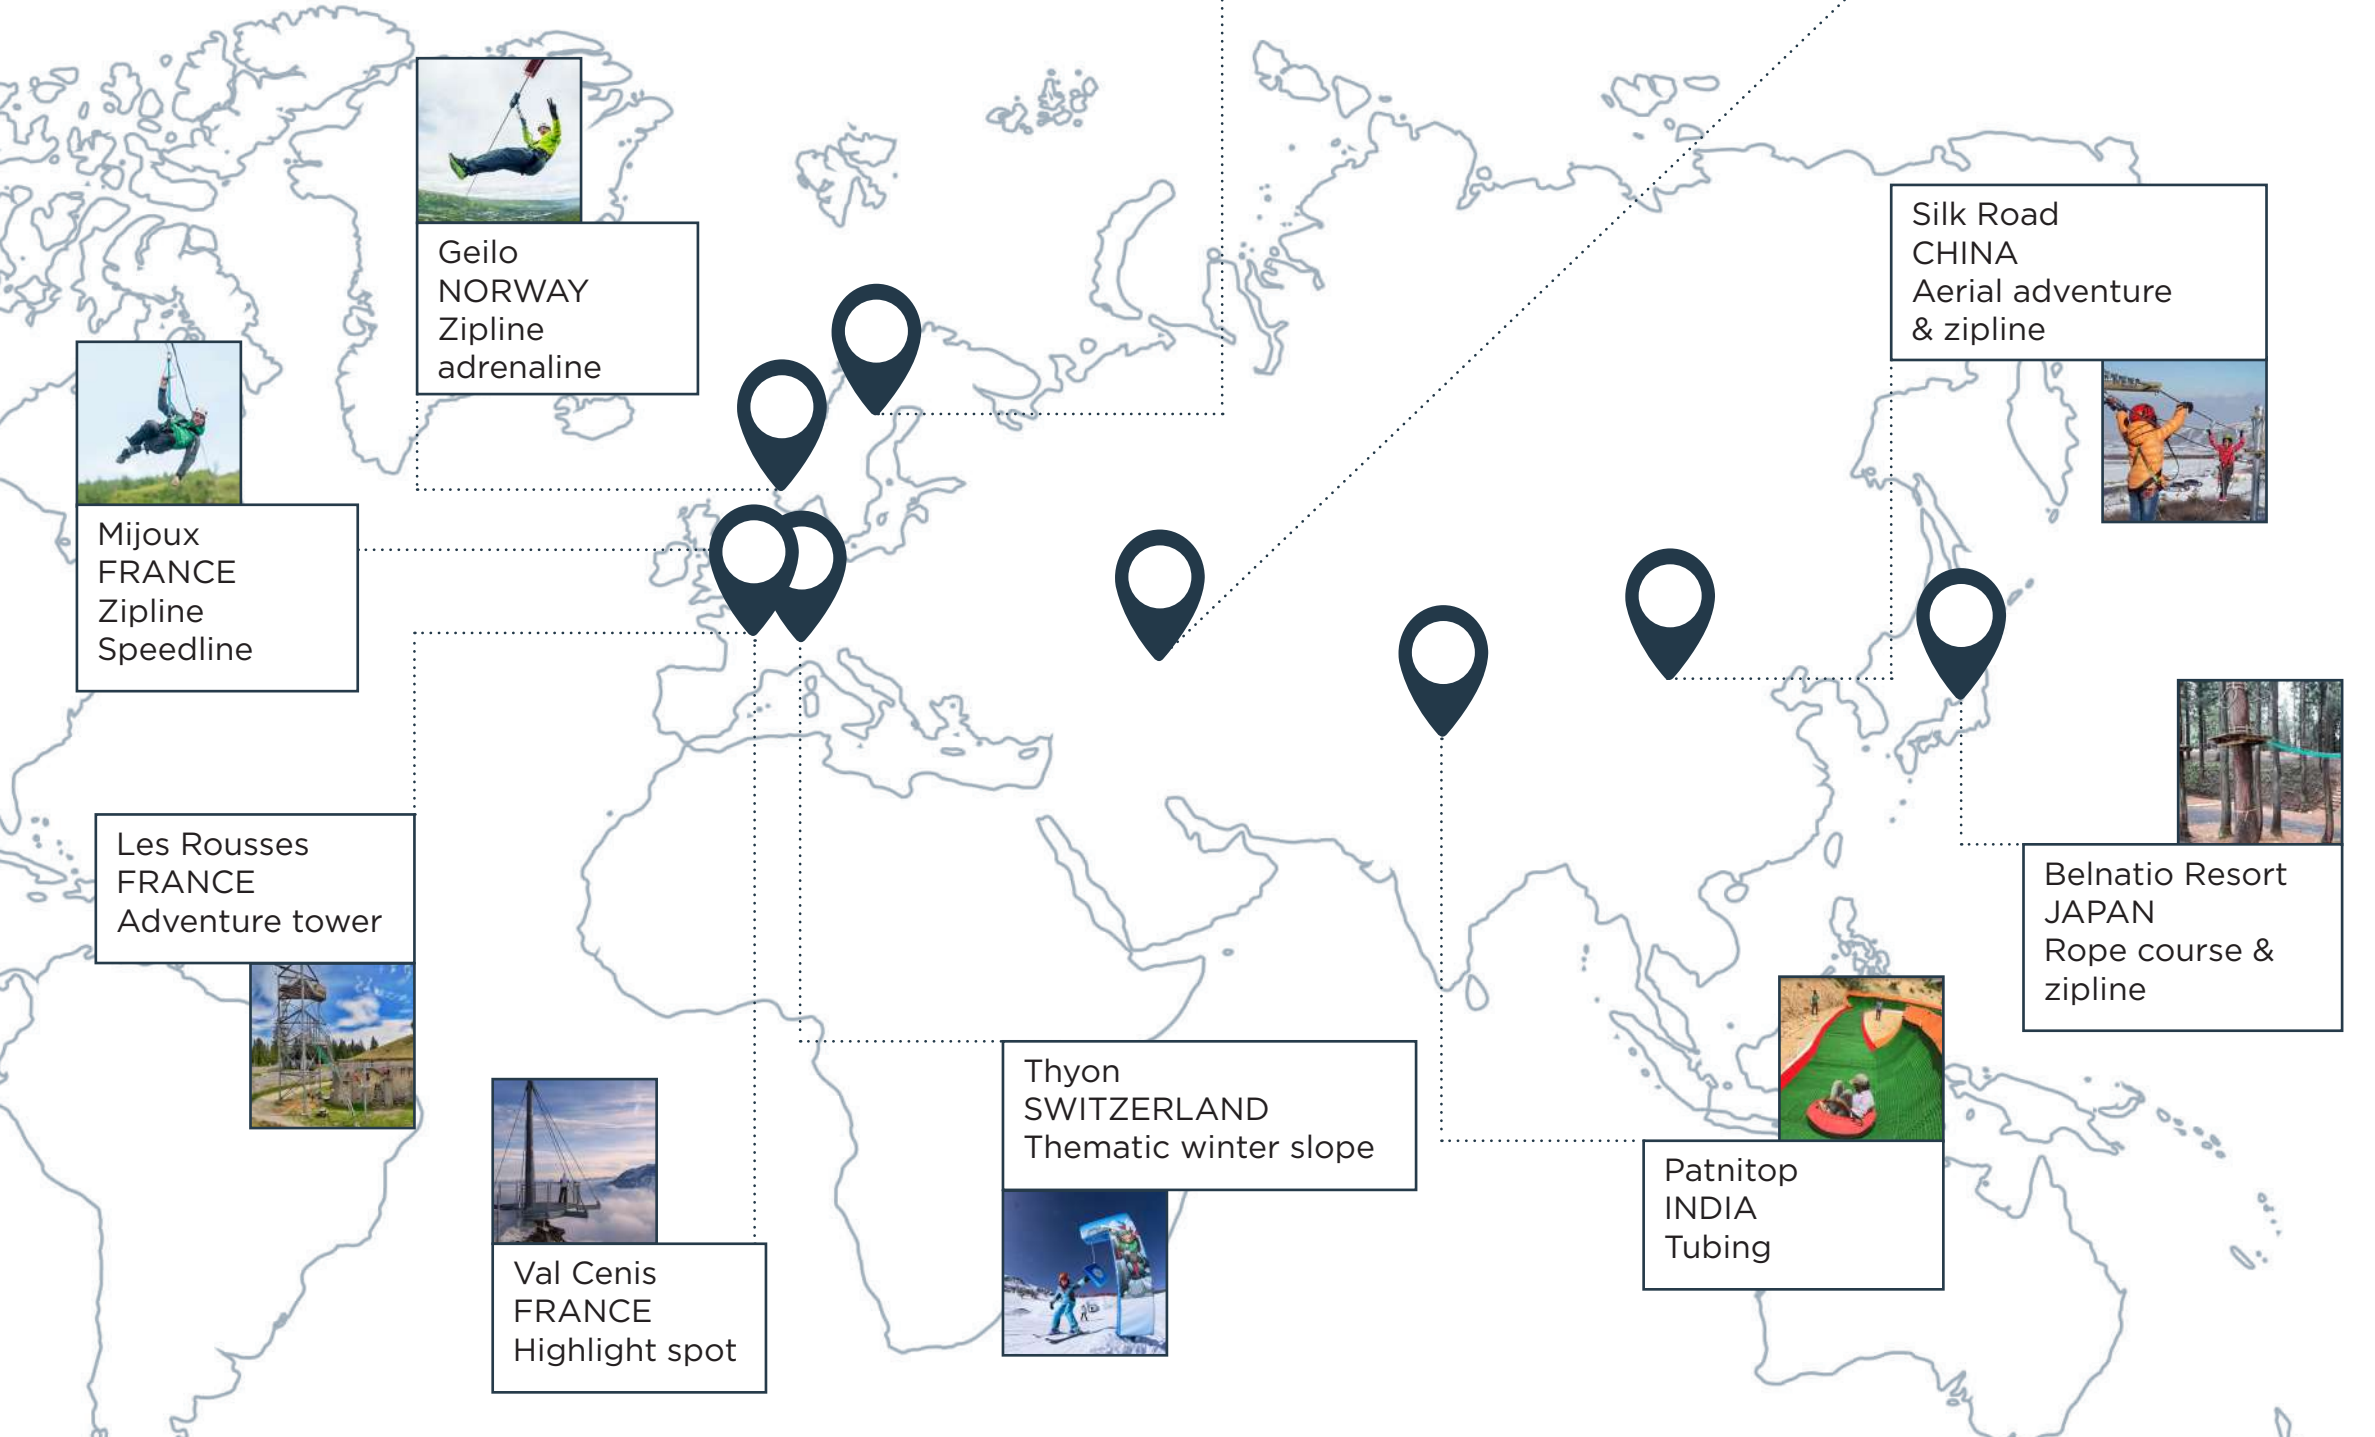 Geilo
NORWAY
Zipline
adrenaline
Silk Road
CHINA
Aerial adventure
& zipline
Mijoux
FRANCE
Zipline
Speedline
Les Rousses
FRANCE
Adventure tower
Belnatio Resort
JAPAN
Rope course &
zipline
Thyon
SWITZERLAND
Thematic winter slope
Patnitop
INDIA
Tubing
Val Cenis
FRANCE
Highlight spot